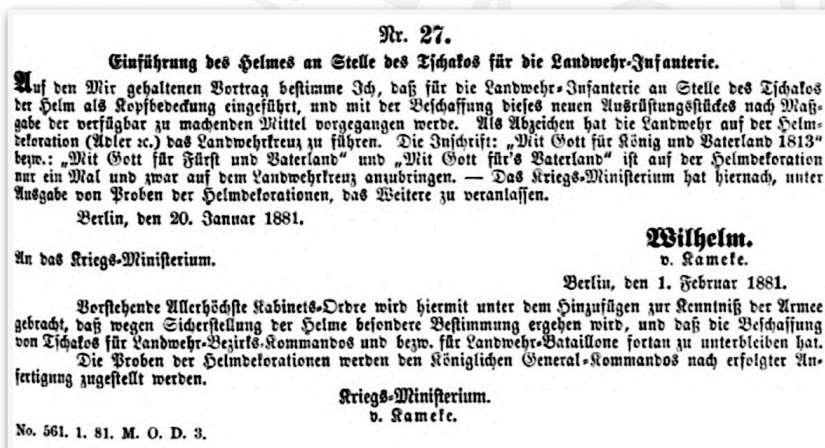 Nr. 27.
Einführung des Helmes an Stelle des Tschakos für die Landwehr-Infanterie.
Auf den Mir gehaltenen Vortrag bestimme Ich, daß für die Landwehr-Infanterie an Stelle des Tschakos
der Helm als Kopfbedeckung eingeführt, und mit der Beschaffung dieses neuen Ausrüstungsstückes nach Maß-
gabe der verfügbar zu machenden Mittel vorgegangen werde. Als Abzeichen hat die Landwehr auf der Helm-
dekoration (Adler ꝛc.) das Landwehrkreuz zu führen. Die Inschrift: „Mit Gott für König und Vaterland 1813“
bezw.: „Mit Gott für Fürst und Vaterland“ und „Mit Gott für's Vaterland“ ist auf der Helmdekoration
nur ein Mal und zwar auf dem Landwehrkreuz anzubringen. — Das Kriegs-Ministerium hat hiernach, unter
Ausgabe von Proben der Helmdekorationen, das Weitere zu veranlassen.
Berlin, den 20. Januar 1881.
Wilhelm.
An das Kriegs-Ministerium.
v. Kameke.
Berlin, den 1. Februar 1881.
Vorstehende Allerhöchste Kabinets-Ordre wird hiermit unter dem Hinzufügen zur Kenntniß der Armee
gebracht, daß wegen Sicherstellung der Helme besondere Bestimmung ergehen wird, und daß die Beschaffung
von Tschakos für Landwehr-Bezirks-Kommandos und bezw. für Landwehr-Bataillone fortan zu unterbleiben hat.
Die Proben der Helmdekorationen werden den Königlichen General-Kommandos nach erfolgter An-
fertigung zugestellt werden.
Kriegs-Ministerium.
v. Kameke.
No. 561. 1. 81. M. O. D. 3.